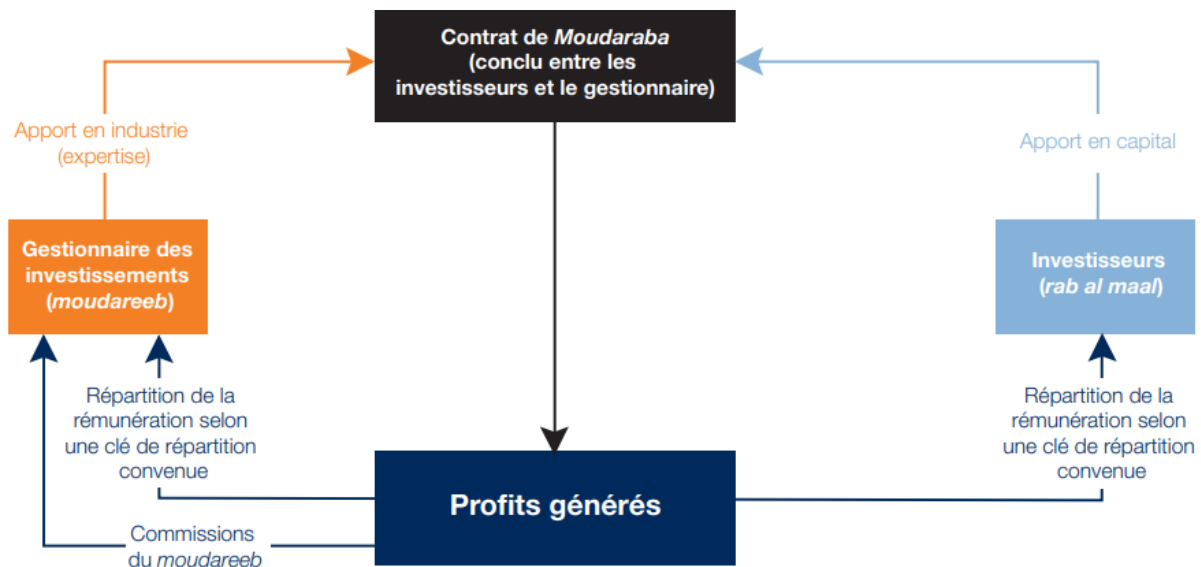 Contrat de Moudaraba
(conclu entre les
investisseurs et le gestionnaire)
Apport en industrie
(expertise)
Apport en capital
Gestionnaire des
investissements
(moudareeb)
Investisseurs
(rab al maal)
Répartition de la
rémunération selon
une clé de répartition
convenue
Répartition de la
rémunération selon
une clé de répartition
convenue
Profits générés
Commissions
du moudareeb